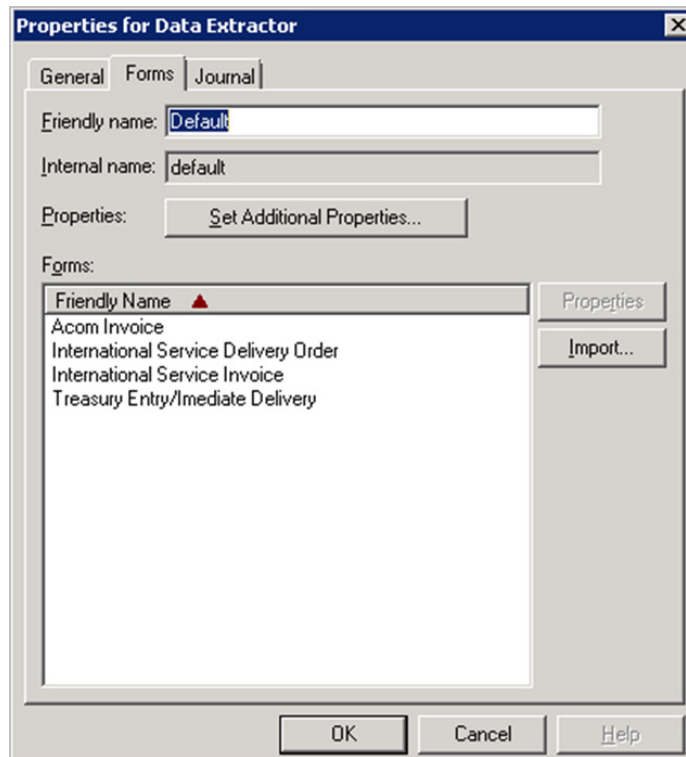 Properties for Data Extractor
General Forms Journal
Friendly name: Default
Internal name: default
Properties: Set Additional Properties...
Forms:
Friendly Name Properties
Acom Invoice Import...
International Service Delivery Order
International Service Invoice
Treasury Entry/Imediate Delivery
OK Cancel Help